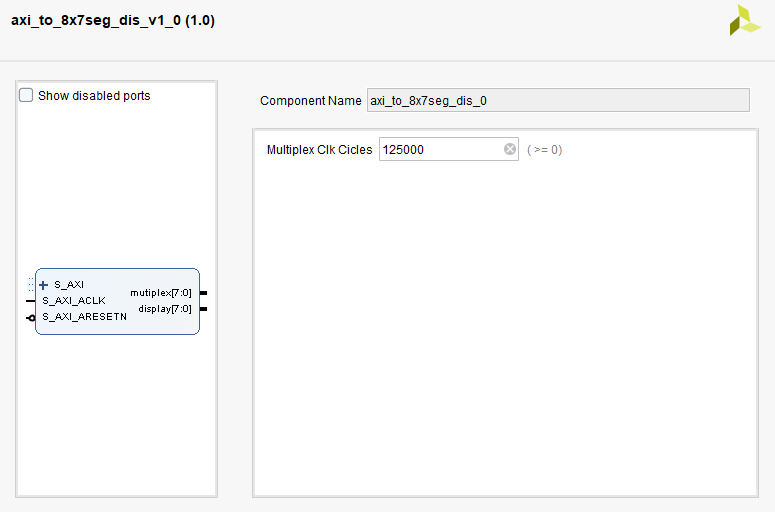 axi_to_8x7seg_dis_v1_0 (1.0)
Show disabled ports
Component Name axi_to_8x7seg_dis_0
Multiplex Clk Cicles 125000 ( >= 0)
S_AXI
S_AXI_ACLK
S_AXI_ARESETN
mutiplex[7:0]
display[7:0]